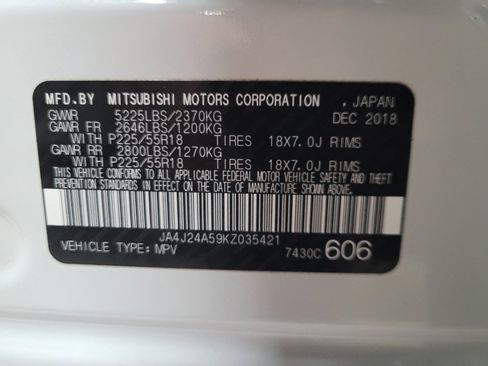 MFD.BY MITSUBISHI MOTORS CORPORATION , JAPAN
GVWR 5225LBS/2370KG DEC 2018
GAWR FR 2646LBS/1200KG
WITH P225/55R18 TIRES 18X7.0J RIMS
GAWR RR 2800LBS/1270KG
WITH P225/55R18 TIRES 18X7.0J RIMS
THIS VEHICLE CONFORMS TO ALL APPLICABLE FEDERAL MOTOR VEHICLE SAFETY AND THEFT
PREVENTION STANDARDS IN EFFECT ON THE DATE OF MANUFACTURE SHOWN ABOVE.
JA4J24A59KZ035421
VEHICLE TYPE: MPV 7430C 606